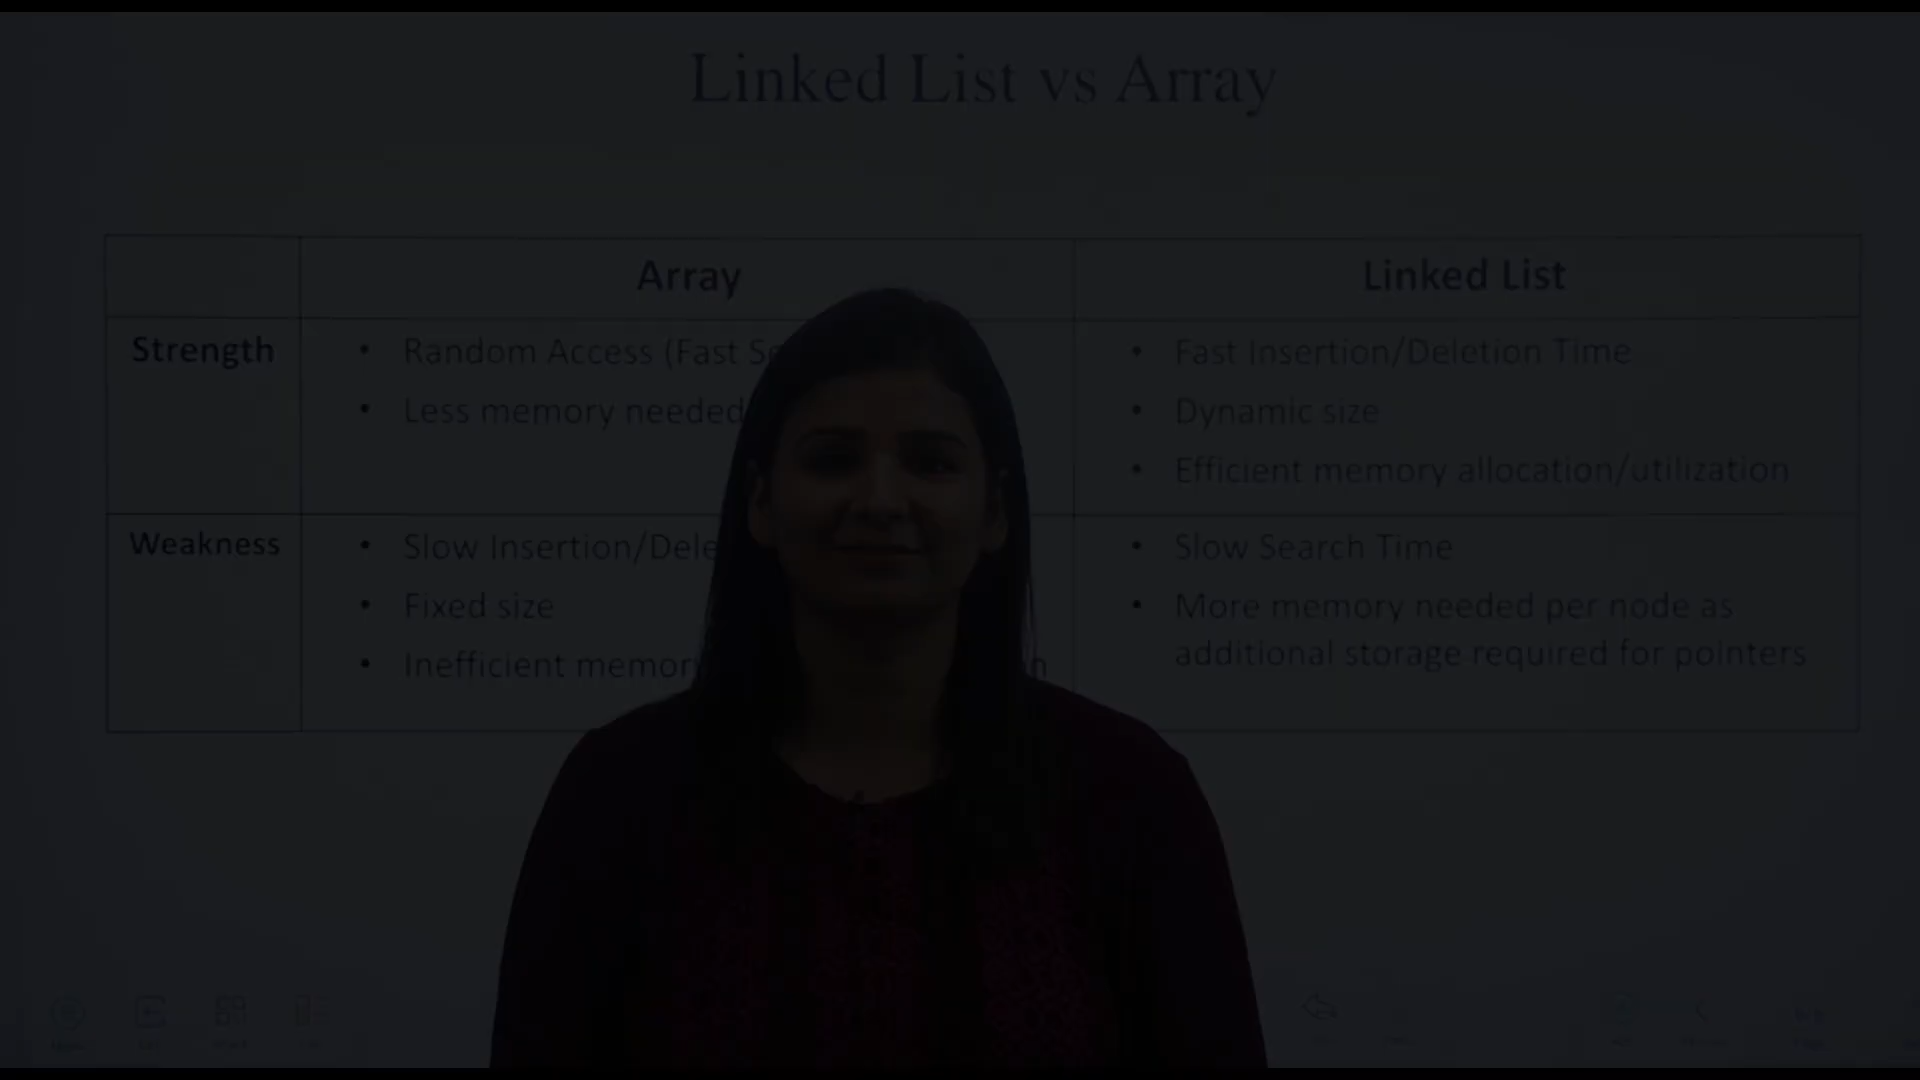 Linked List vs Array
Array
Linked List
Strength
• Random Access (Fast
• Less memory needed
• Fast Insertion/Deletion Time
• Dynamic size
• Efficient memory allocation/utilization
Weakness
• Slow Insertion/Dele
• Fixed size
• Inefficient memory
• Slow Search Time
• More memory needed per node as
additional storage required for pointers